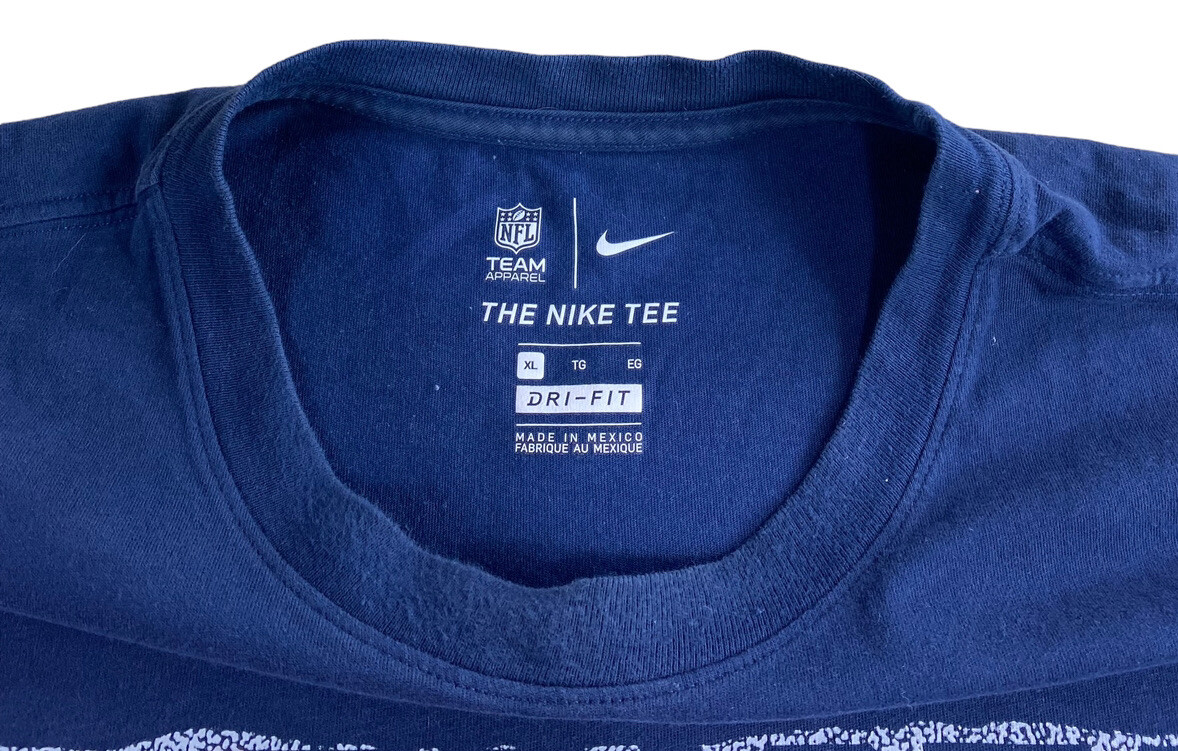 NFL
TEAM
APPAREL
THE NIKE TEE
XL TG EG
DRI-FIT
MADE IN MEXICO
FABRIQUE AU MEXIQUE